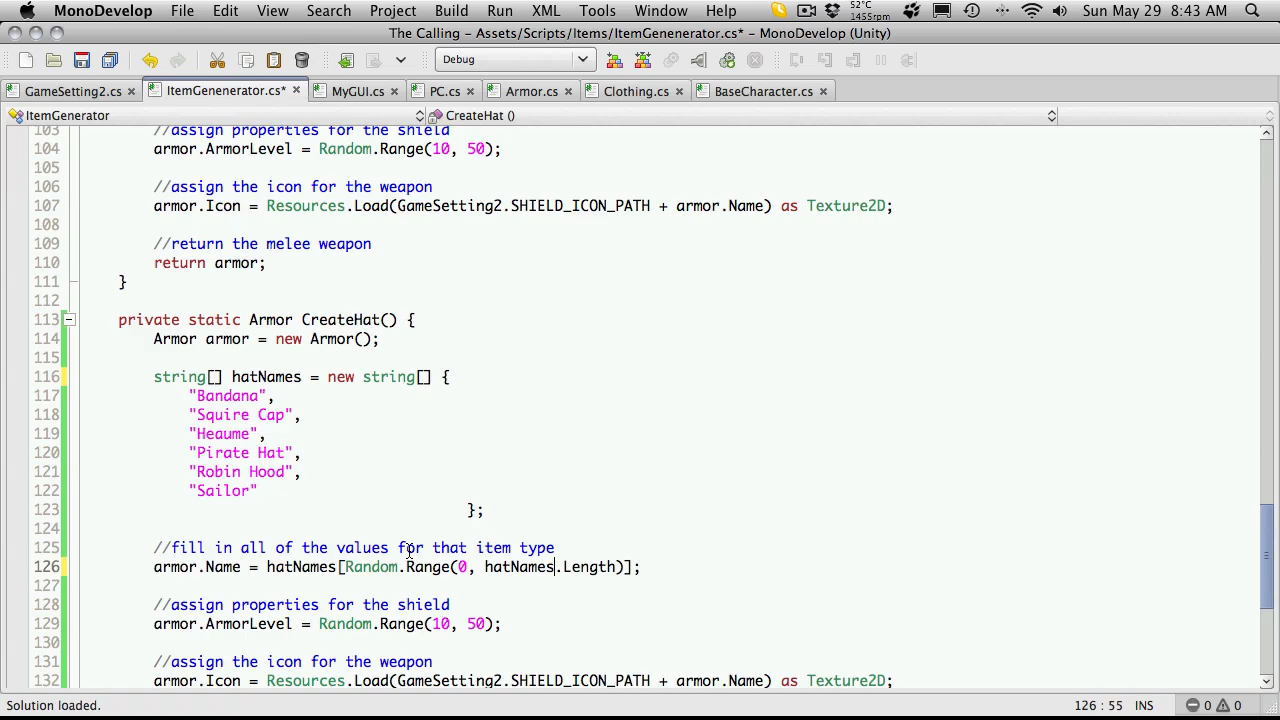 MonoDevelop File Edit View Search Project Build Run XML Tools Window Help 52°C 1455rpm Sun May 29 8:43 AM
The Calling – Assets/Scripts/Items/ItemGenenerator.cs* – MonoDevelop (Unity)
Debug
GameSetting2.cs × ItemGenenerator.cs* × MyGUI.cs × PC.cs × Armor.cs × Clothing.cs × BaseCharacter.cs ×
ItemGenerator CreateHat ()
103 //assign properties for the shield
104 armor.ArmorLevel = Random.Range(10, 50);
105
106 //assign the icon for the weapon
107 armor.Icon = Resources.Load(GameSetting2.SHIELD_ICON_PATH + armor.Name) as Texture2D;
108
109 //return the melee weapon
110 return armor;
111 }
112
113 private static Armor CreateHat() {
114 Armor armor = new Armor();
115
116 string[] hatNames = new string[] {
117 "Bandana",
118 "Squire Cap",
119 "Heaume",
120 "Pirate Hat",
121 "Robin Hood",
122 "Sailor"
123 };
124
125 //fill in all of the values for that item type
126 armor.Name = hatNames[Random.Range(0, hatNames.Length)];
127
128 //assign properties for the shield
129 armor.ArmorLevel = Random.Range(10, 50);
130
131 //assign the icon for the weapon
132 armor.Icon = Resources.Load(GameSetting2.SHIELD_ICON_PATH + armor.Name) as Texture2D;
Solution loaded. 126 : 55 INS 0 0